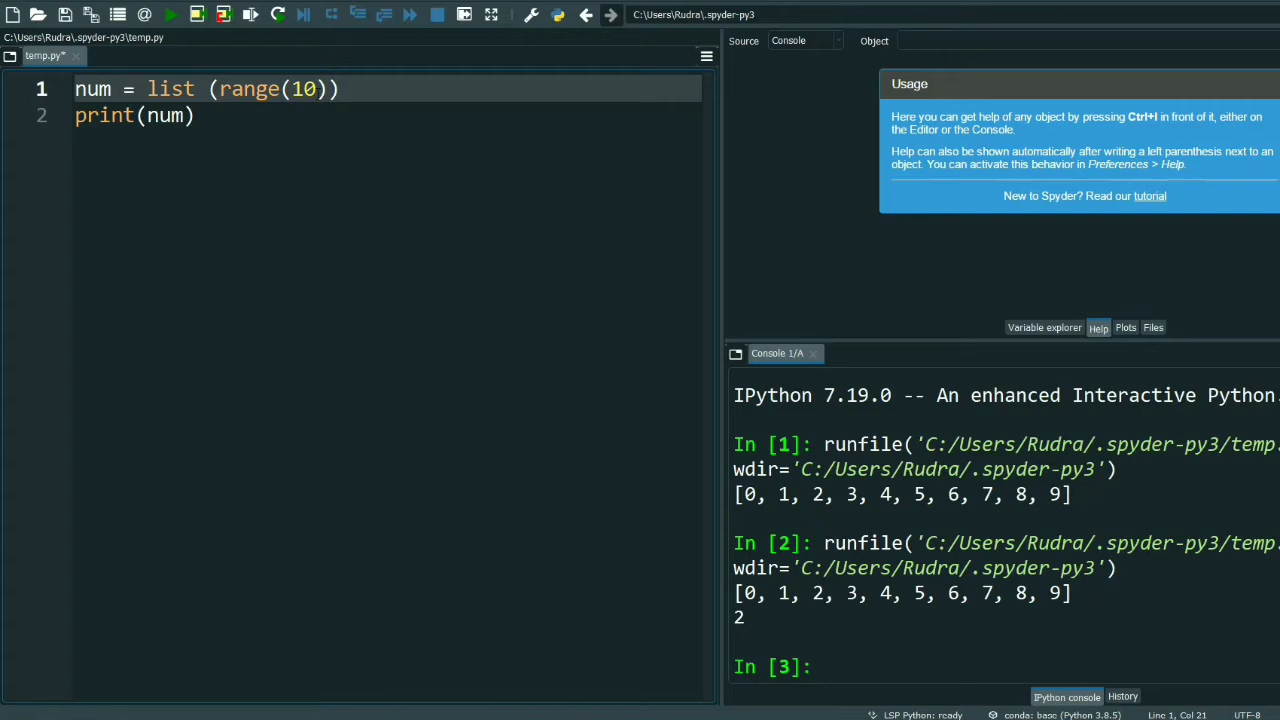 C:\Users\Rudra\.spyder-py3
C:\Users\Rudra\.spyder-py3\temp.py
temp.py*
1 num = list (range(10))
2 print(num)
Source Console Object
Usage
Here you can get help of any object by pressing Ctrl+I in front of it, either on
the Editor or the Console.
Help can also be shown automatically after writing a left parenthesis next to an
object. You can activate this behavior in Preferences > Help.
New to Spyder? Read our tutorial
Variable explorer Help Plots Files
Console 1/A
IPython 7.19.0 -- An enhanced Interactive Python.
In [1]: runfile('C:/Users/Rudra/.spyder-py3/temp.
wdir='C:/Users/Rudra/.spyder-py3')
[0, 1, 2, 3, 4, 5, 6, 7, 8, 9]
In [2]: runfile('C:/Users/Rudra/.spyder-py3/temp.
wdir='C:/Users/Rudra/.spyder-py3')
[0, 1, 2, 3, 4, 5, 6, 7, 8, 9]
2
In [3]:
IPython console History
LSP Python: ready conda: base (Python 3.8.5) Line 1, Col 21 UTF-8